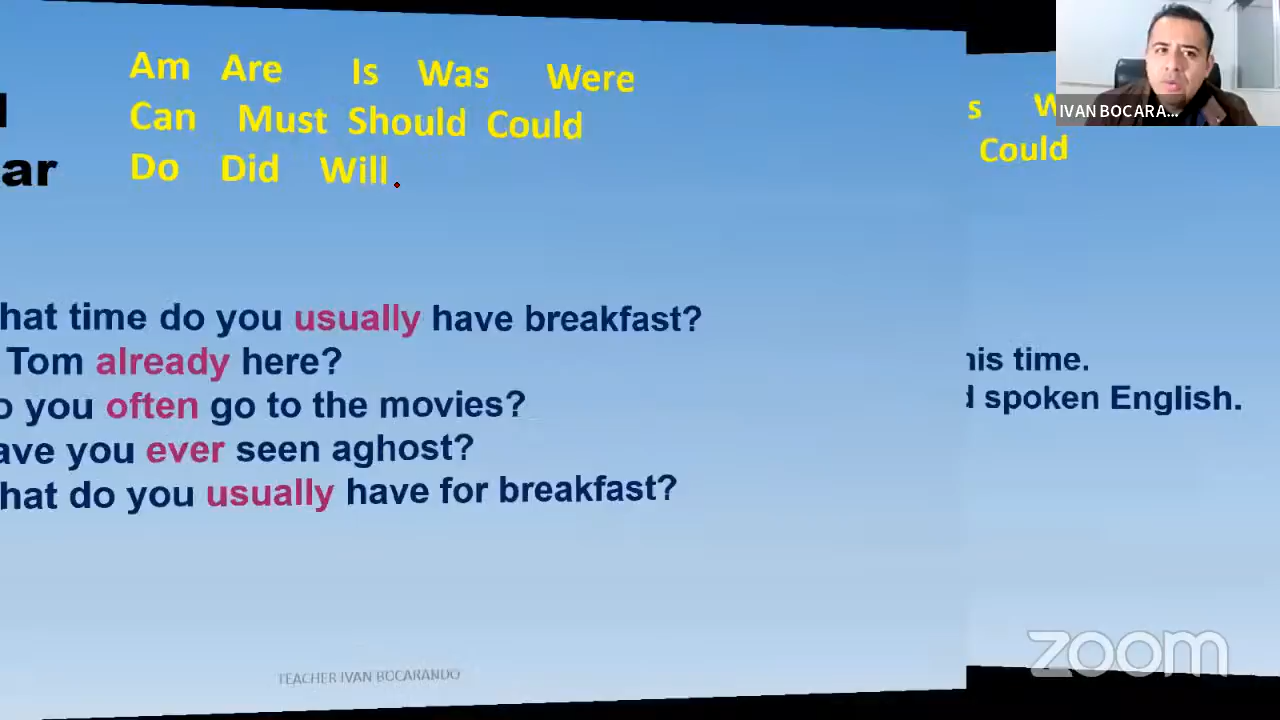 Am Are Is Was Were
Can Must Should Could
Do Did Will
ar
hat time do you usually have breakfast?
Tom already here?
o you often go to the movies?
ave you ever seen aghost?
hat do you usually have for breakfast?
TEACHER IVAN BOCARANDO
s W
Could
his time.
d spoken English.
IVAN BOCARA...
zoom